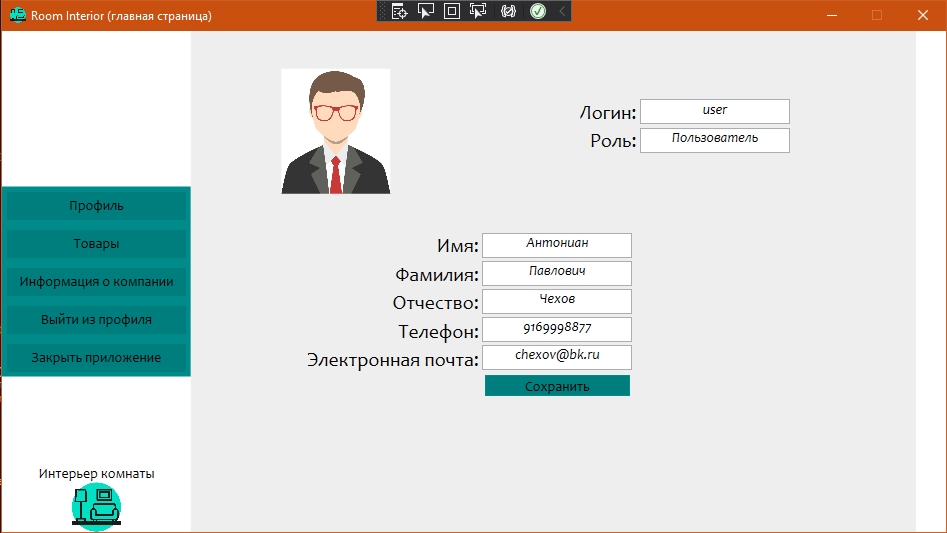 Room Interior (главная страница)
Логин: user
Роль: Пользователь
Профиль
Товары
Информация о компании
Выйти из профиля
Закрыть приложение
Имя: Антониан
Фамилия: Павлович
Отчество: Чехов
Телефон: 9169998877
Электронная почта: chexov@bk.ru
Сохранить
Интерьер комнаты